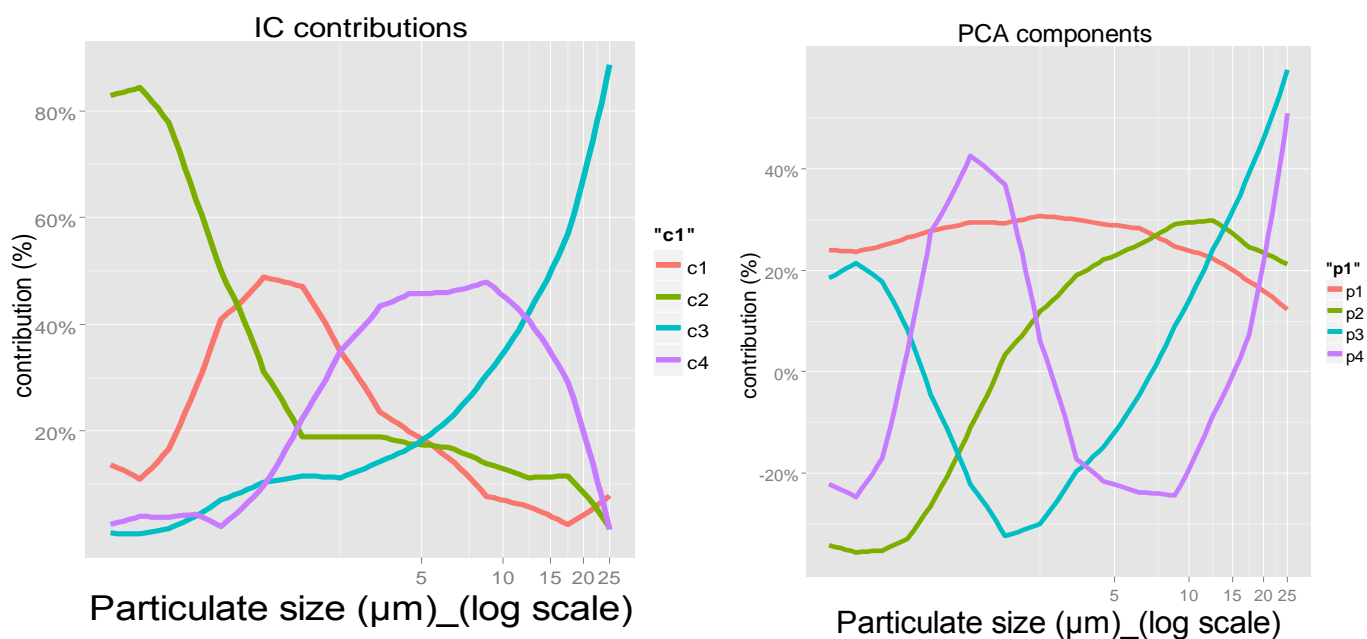 IC contributions
80%
60%
40%
20%
contribution (%)
5 10 15 20 25
Particulate size (µm)_(log scale)
"c1"
c1
c2
c3
c4
PCA components
40%
20%
0%
-20%
contribution (%)
5 10 15 20 25
Particulate size (µm)_(log scale)
"p1"
p1
p2
p3
p4